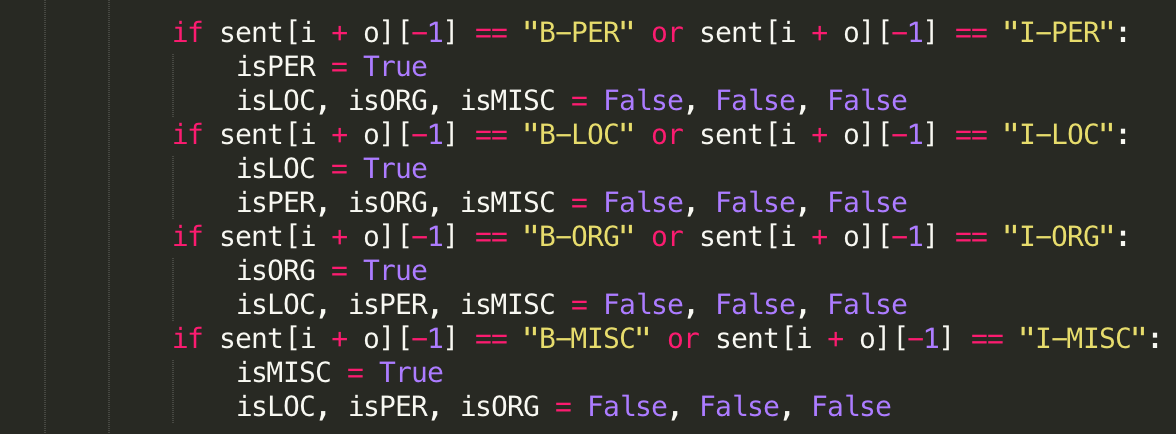 if sent[i + o][-1] == "B-PER" or sent[i + o][-1] == "I-PER":
isPER = True
isLOC, isORG, isMISC = False, False, False
if sent[i + o][-1] == "B-LOC" or sent[i + o][-1] == "I-LOC":
isLOC = True
isPER, isORG, isMISC = False, False, False
if sent[i + o][-1] == "B-ORG" or sent[i + o][-1] == "I-ORG":
isORG = True
isLOC, isPER, isMISC = False, False, False
if sent[i + o][-1] == "B-MISC" or sent[i + o][-1] == "I-MISC":
isMISC = True
isLOC, isPER, isORG = False, False, False